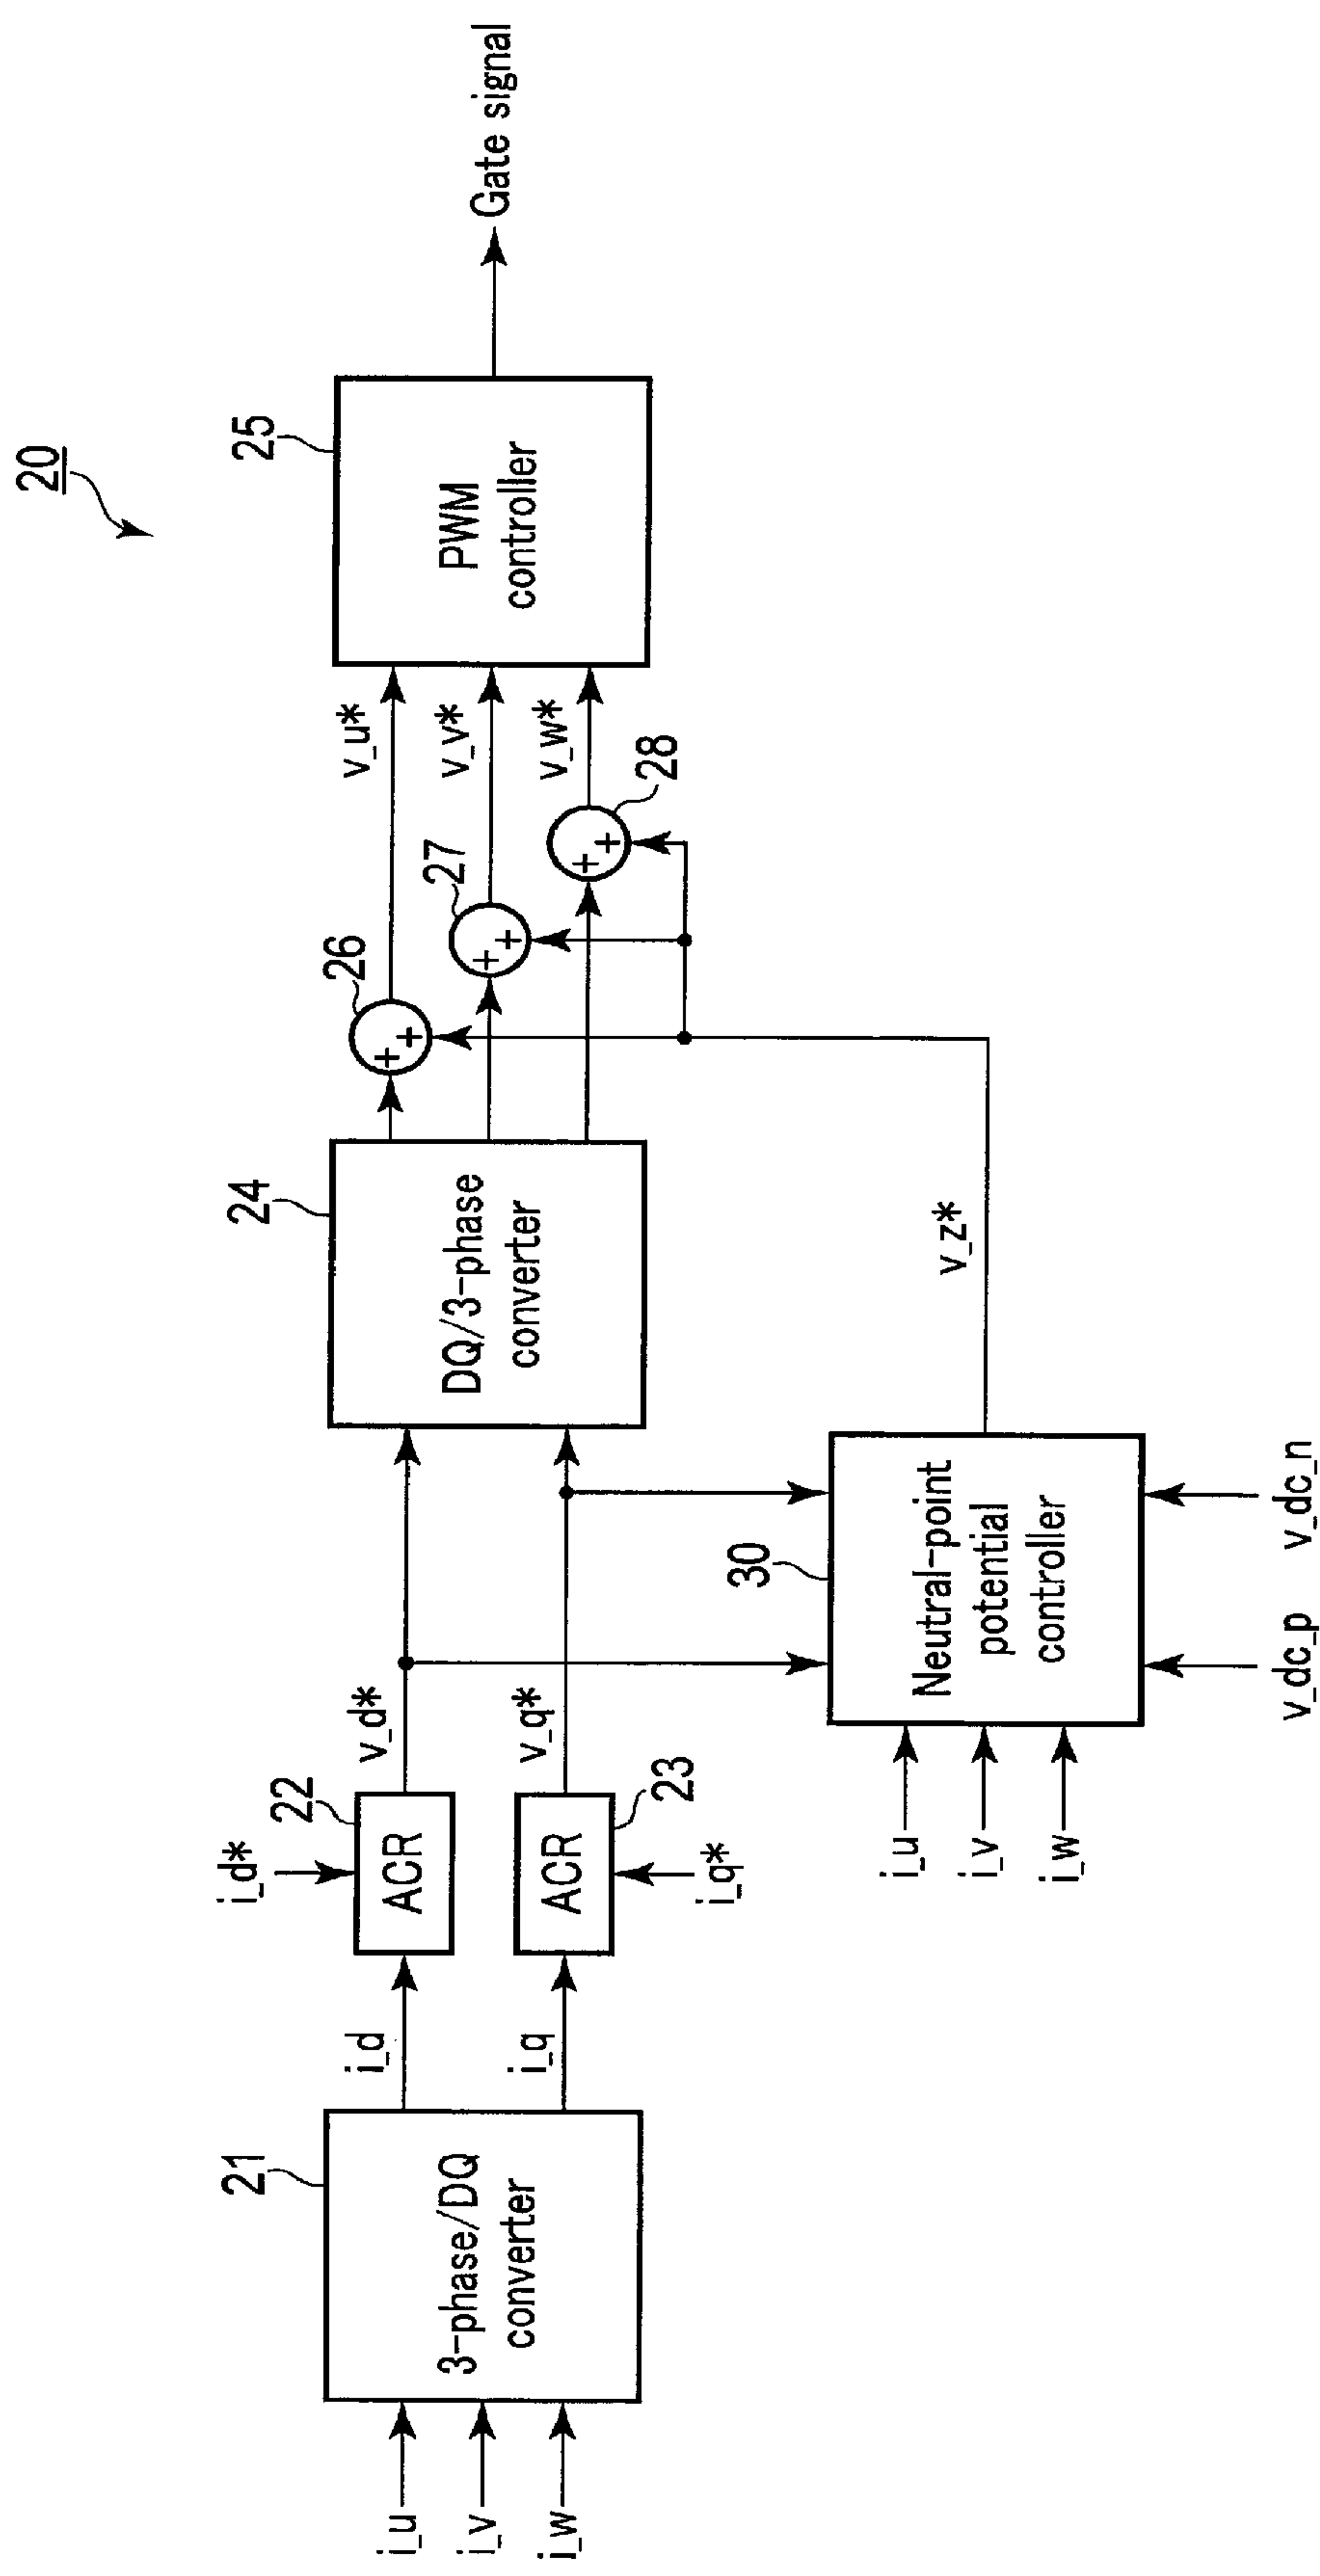 20
i_u
i_v
i_w
21
3-phase/DQ
converter
i_d
i_q
i_d*
22
ACR
ACR
23
i_q*
v_d*
v_q*
24
DQ/3-phase
converter
26
27
28
+
+
+
+
+
+
v_u*
v_v*
v_w*
25
PWM
controller
Gate signal
i_u
i_v
i_w
30
Neutral-point
potential
controller
v_dc_p
v_dc_n
v_z*